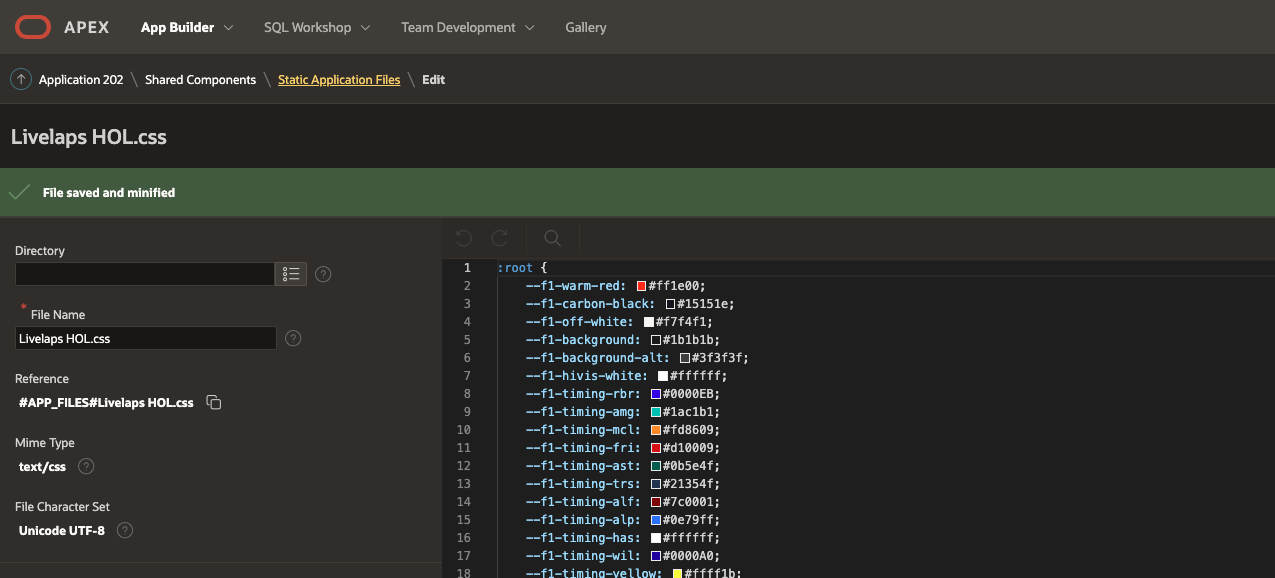 APEX App Builder SQL Workshop Team Development Gallery
Application 202 \ Shared Components \ Static Application Files \ Edit
Livelaps HOL.css
File saved and minified
Directory
* File Name
Livelaps HOL.css
Reference
#APP_FILES#Livelaps HOL.css
Mime Type
text/css
File Character Set
Unicode UTF-8
1 :root {
2 --f1-warm-red: #ff1e00;
3 --f1-carbon-black: #15151e;
4 --f1-off-white: #f7f4f1;
5 --f1-background: #1b1b1b;
6 --f1-background-alt: #3f3f3f;
7 --f1-hivis-white: #ffffff;
8 --f1-timing-rbr: #0000EB;
9 --f1-timing-amg: #1ac1b1;
10 --f1-timing-mcl: #fd8609;
11 --f1-timing-fri: #d10009;
12 --f1-timing-ast: #0b5e4f;
13 --f1-timing-trs: #21354f;
14 --f1-timing-alf: #7c0001;
15 --f1-timing-alp: #0e79ff;
16 --f1-timing-has: #ffffff;
17 --f1-timing-wil: #0000A0;
18 --f1-timing-yellow: #ffff1b;